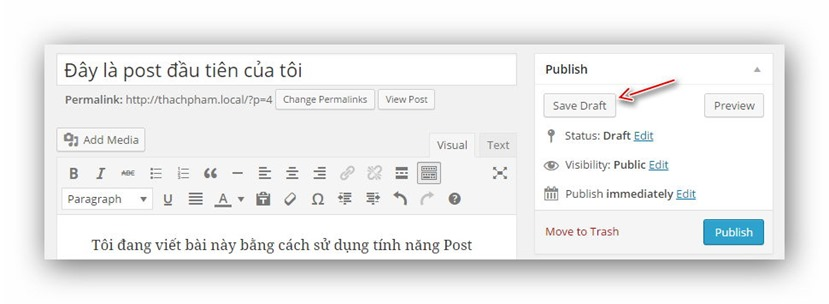 Đây là post đầu tiên của tôi
Permalink: http://thachpham.local/?p=4 Change Permalinks View Post
Add Media
Visual Text
B I ABC
Paragraph U A Ω
Tôi đang viết bài này bằng cách sử dụng tính năng Post
Publish
Save Draft Preview
Status: Draft Edit
Visibility: Public Edit
Publish immediately Edit
Move to Trash Publish